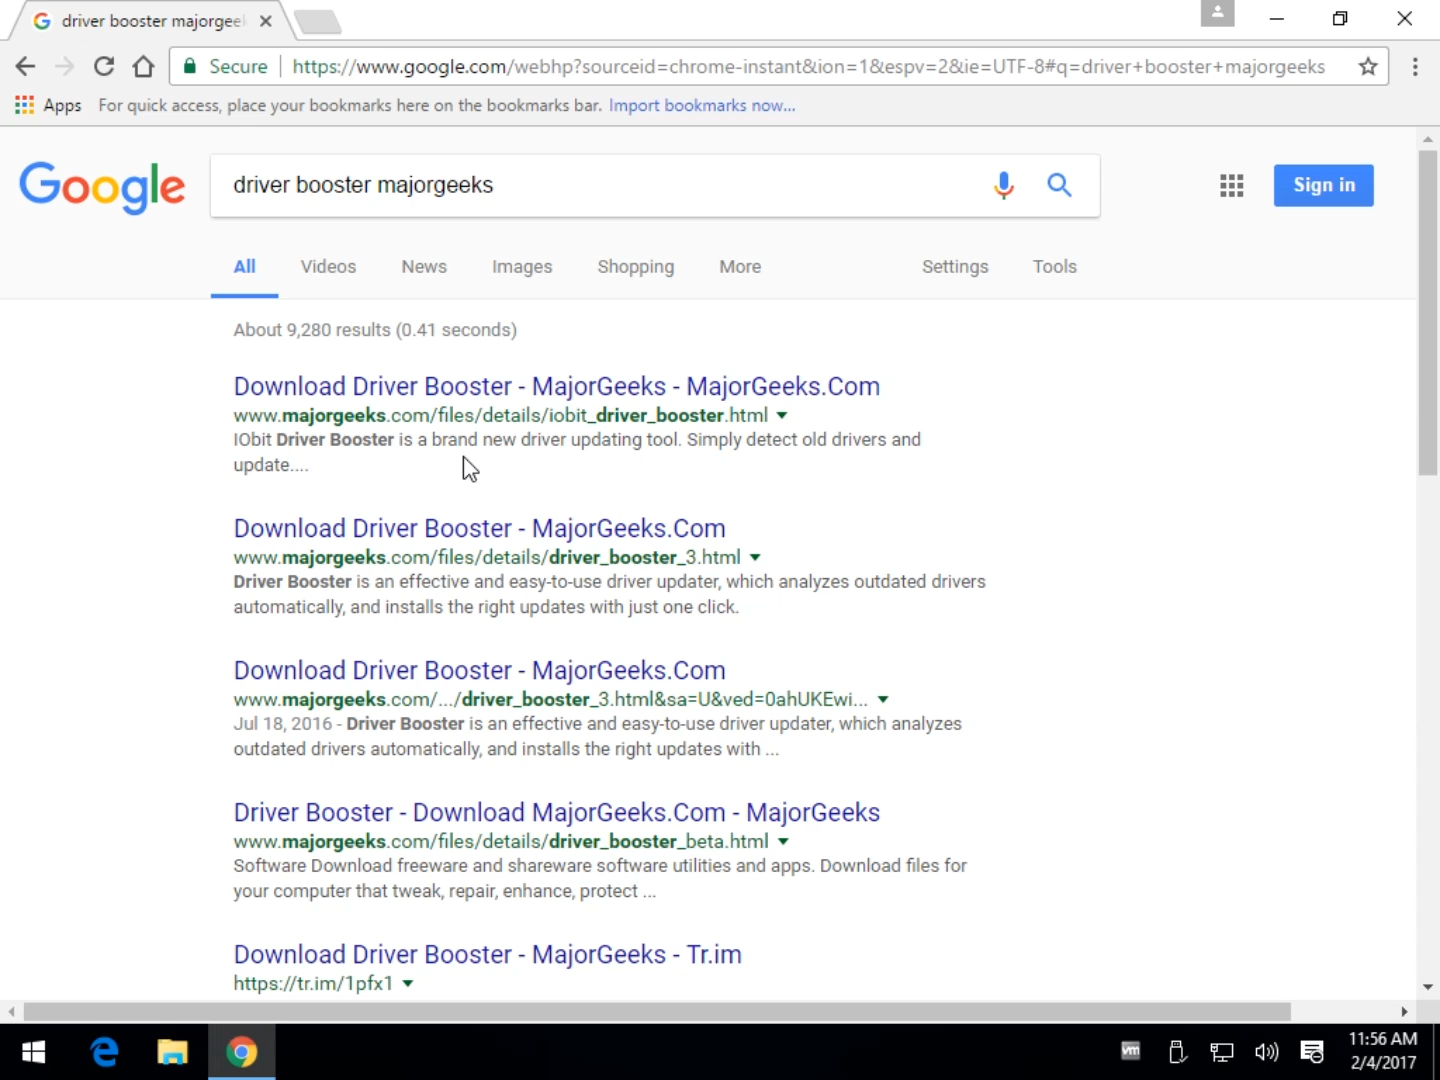 driver booster majorgee
Secure
https://www.google.com/webhp?sourceid=chrome-instant&ion=1&espv=2&ie=UTF-8#q=driver+booster+majorgeeks
Apps For quick access, place your bookmarks here on the bookmarks bar. Import bookmarks now...
Google
driver booster majorgeeks
Sign in
All Videos News Images Shopping More Settings Tools
About 9,280 results (0.41 seconds)
Download Driver Booster - MajorGeeks - MajorGeeks.Com
www.majorgeeks.com/files/details/iobit_driver_booster.html
IObit Driver Booster is a brand new driver updating tool. Simply detect old drivers and
update....
Download Driver Booster - MajorGeeks.Com
www.majorgeeks.com/files/details/driver_booster_3.html
Driver Booster is an effective and easy-to-use driver updater, which analyzes outdated drivers
automatically, and installs the right updates with just one click.
Download Driver Booster - MajorGeeks.Com
www.majorgeeks.com/.../driver_booster_3.html&sa=U&ved=0ahUKEwi...
Jul 18, 2016 - Driver Booster is an effective and easy-to-use driver updater, which analyzes
outdated drivers automatically, and installs the right updates with ...
Driver Booster - Download MajorGeeks.Com - MajorGeeks
www.majorgeeks.com/files/details/driver_booster_beta.html
Software Download freeware and shareware software utilities and apps. Download files for
your computer that tweak, repair, enhance, protect ...
Download Driver Booster - MajorGeeks - Tr.im
https://tr.im/1pfx1
vm
11:56 AM
2/4/2017